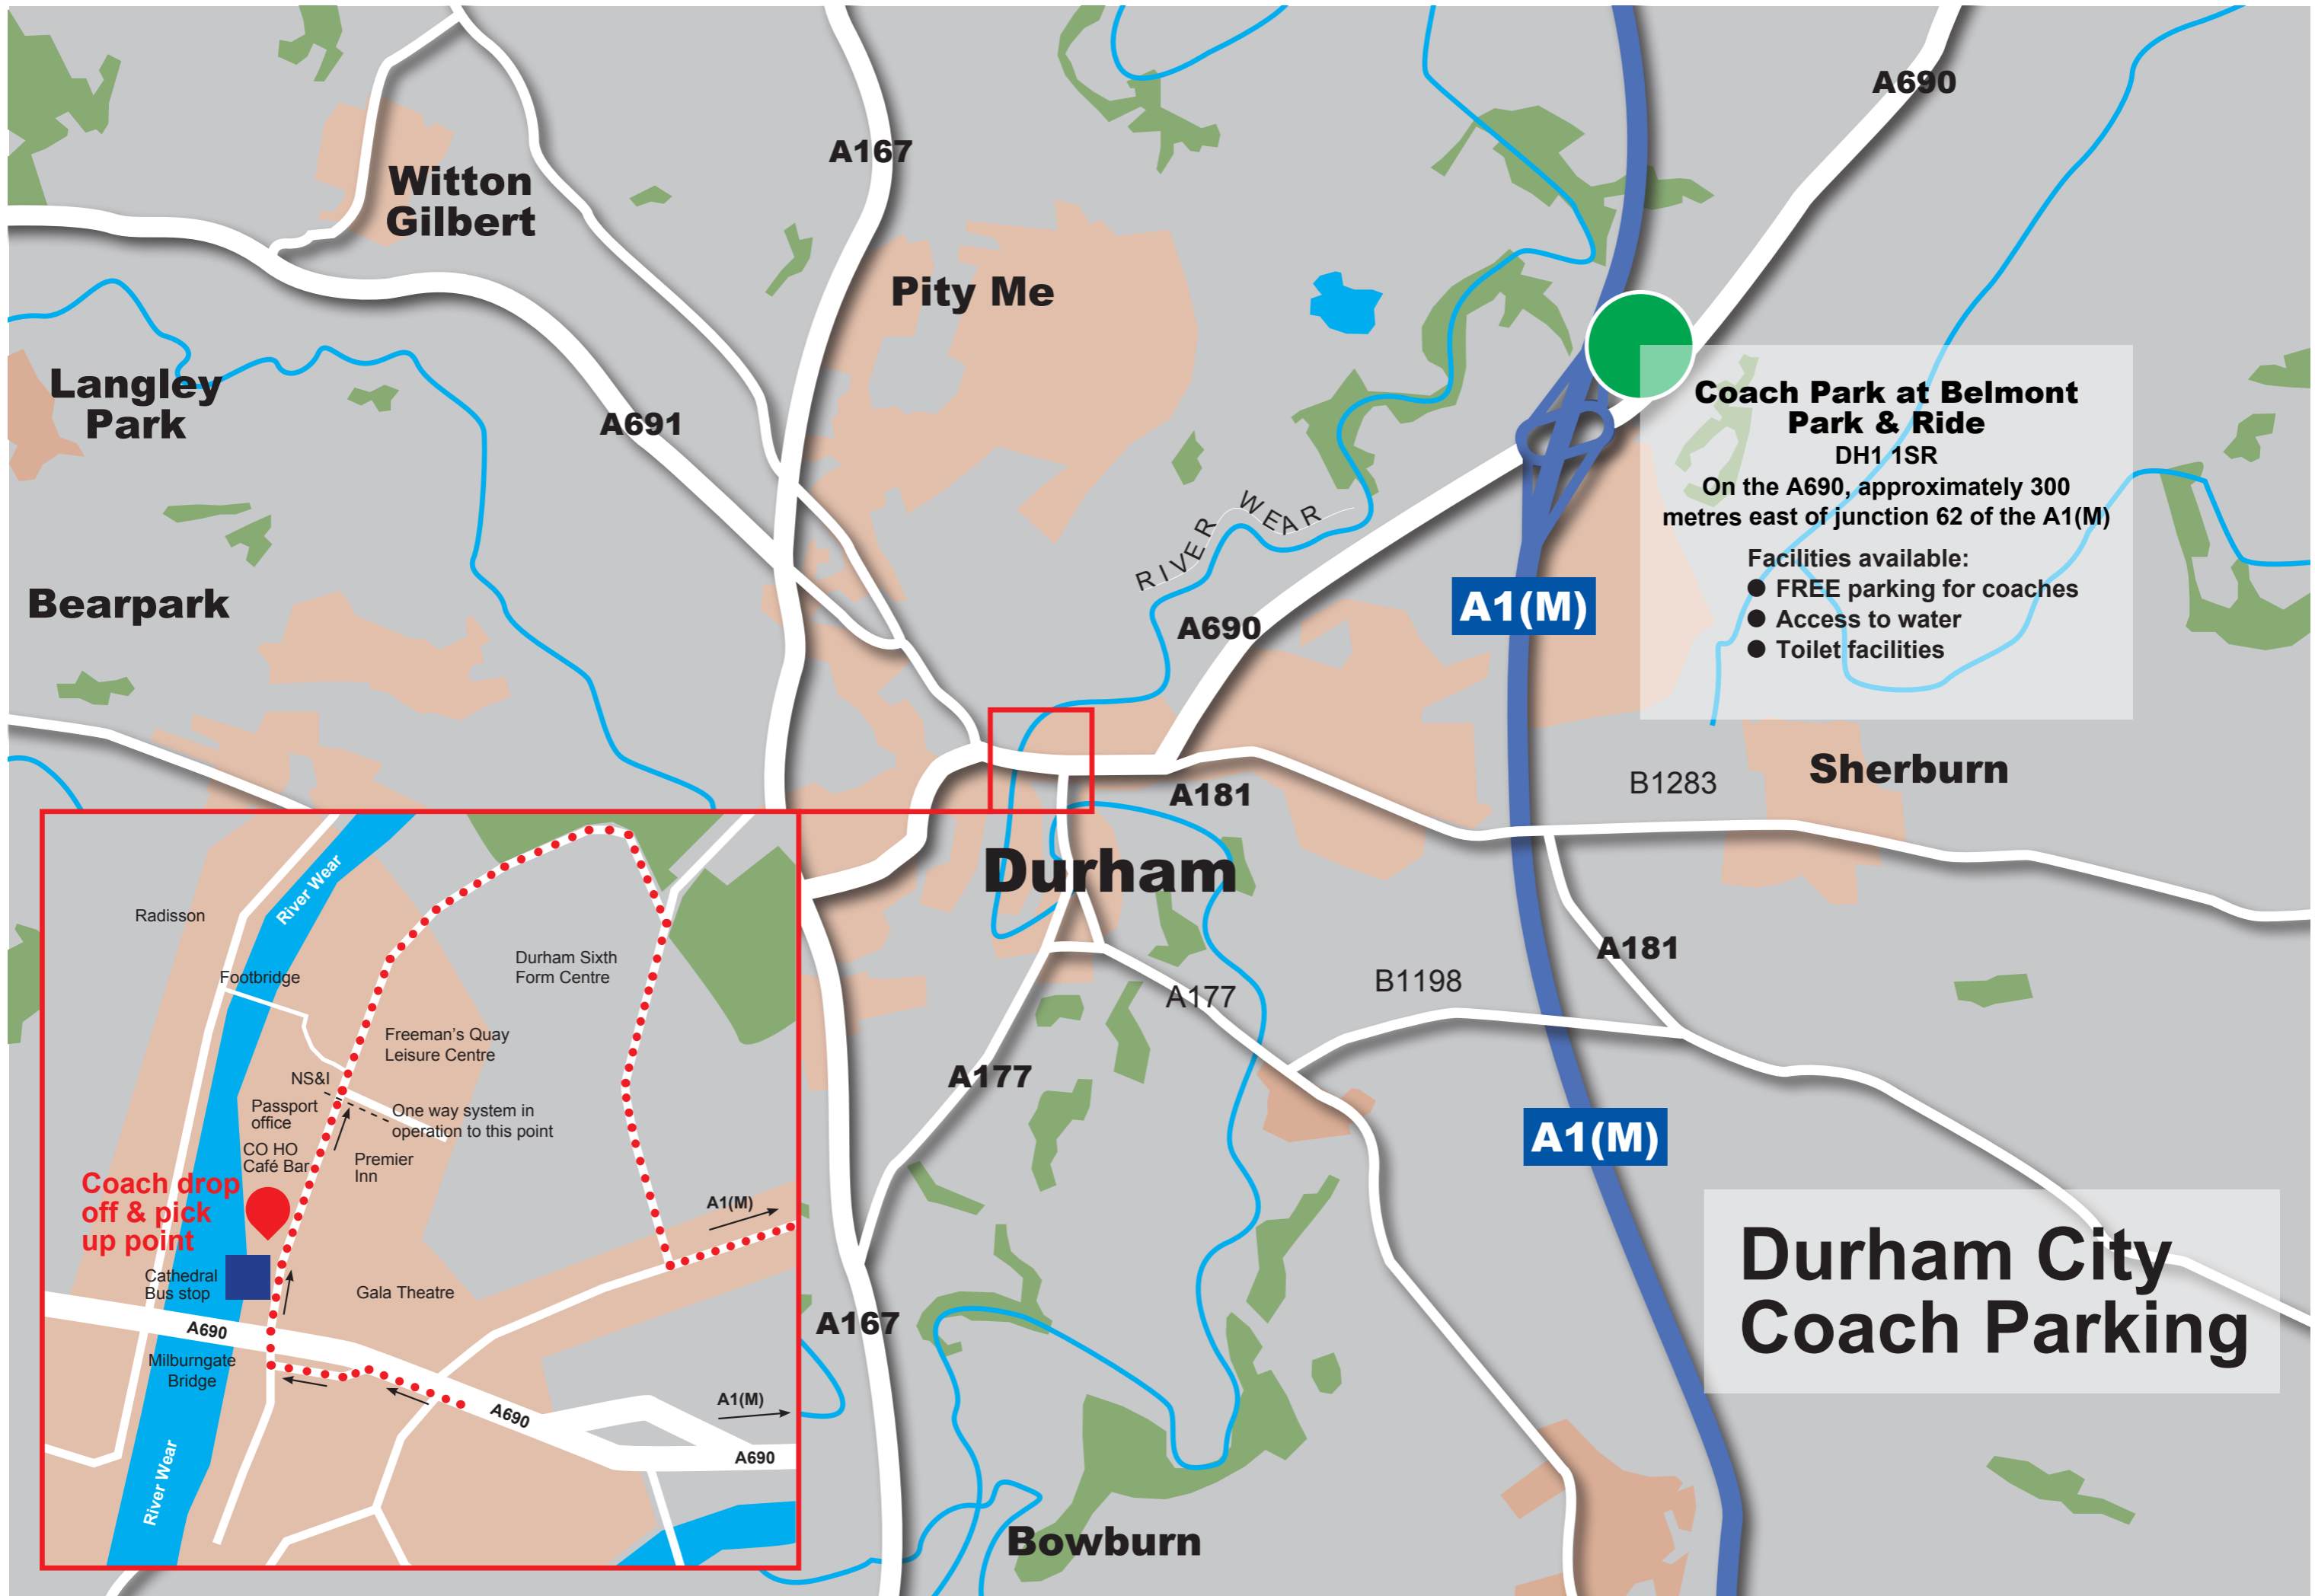 A690
A167
Witton
Gilbert
Pity Me
Langley
Park
A691
Coach Park at Belmont
Park & Ride
DH1 1SR
On the A690, approximately 300
metres east of junction 62 of the A1(M)
Facilities available:
● FREE parking for coaches
● Access to water
● Toilet facilities
RIVER WEAR
Bearpark
A1(M)
A690
Sherburn
B1283
A181
Durham
A181
B1198
A177
A177
A1(M)
Durham City
Coach Parking
A167
Bowburn
River Wear
Radisson
Footbridge
Durham Sixth
Form Centre
Freeman's Quay
Leisure Centre
NS&I
Passport
office
One way system in
operation to this point
CO HO
Café Bar
Premier
Inn
Coach drop
off & pick
up point
A1(M)
Cathedral
Bus stop
Gala Theatre
A690
Milburngate
Bridge
A690
A1(M)
A690
River Wear